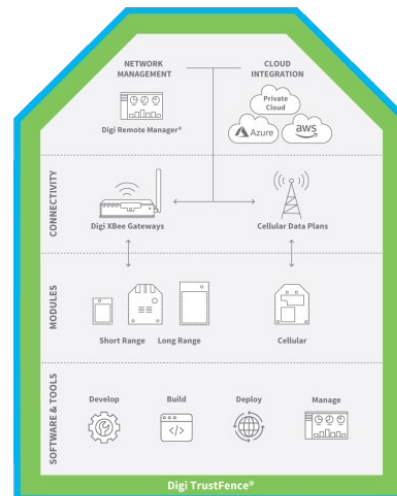 NETWORK
MANAGEMENT
CLOUD
INTEGRATION
Private
Cloud
Azure
aws
Digi Remote Manager®
CONNECTIVITY
Digi XBee Gateways
Cellular Data Plans
MODULES
Short Range
Long Range
Cellular
SOFTWARE & TOOLS
Develop
Build
Deploy
Manage
Digi TrustFence®